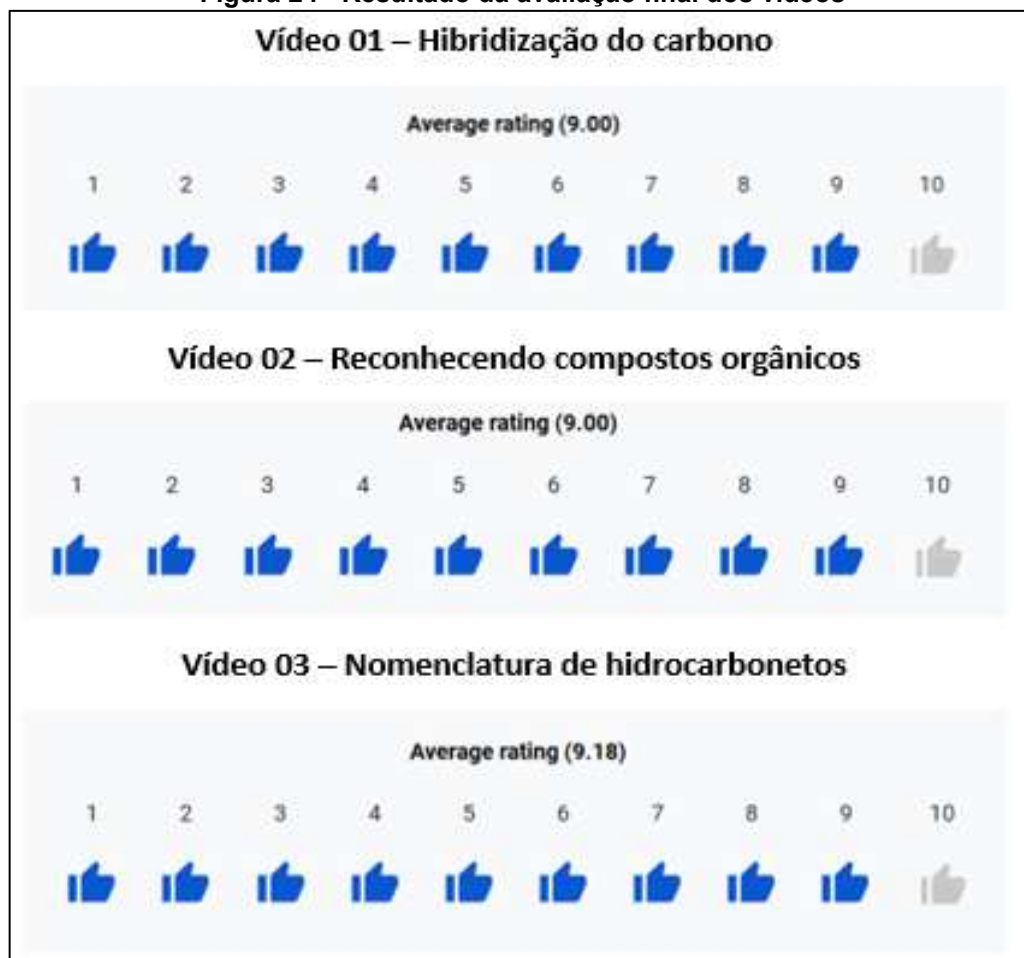 Vídeo 01 – Hibridização do carbono
Average rating (9.00)
1 2 3 4 5 6 7 8 9 10
Vídeo 02 – Reconhecendo compostos orgânicos
Average rating (9.00)
1 2 3 4 5 6 7 8 9 10
Vídeo 03 – Nomenclatura de hidrocarbonetos
Average rating (9.18)
1 2 3 4 5 6 7 8 9 10